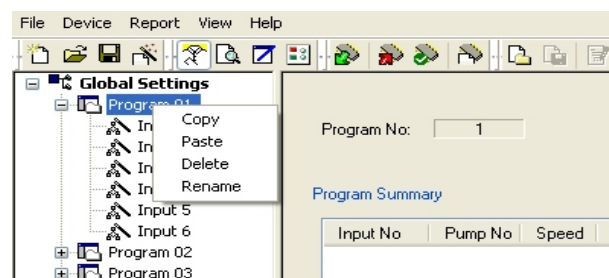 File Device Report View Help
Global Settings
Program 01
Copy
Paste
Delete
Rename
Input 5
Input 6
Program 02
Program 03
Program No: 1
Program Summary
Input No Pump No Speed